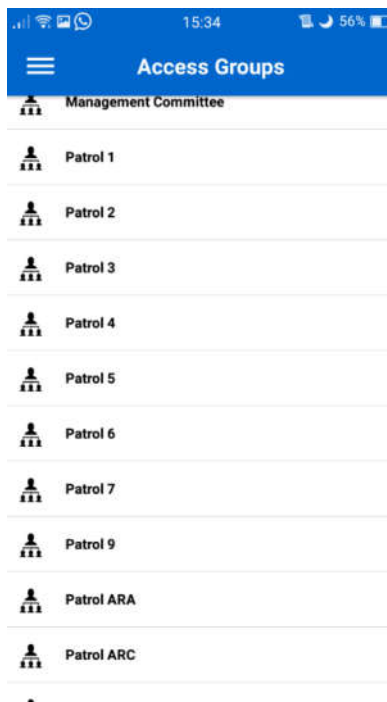 15:34
56%
Access Groups
Management Committee
Patrol 1
Patrol 2
Patrol 3
Patrol 4
Patrol 5
Patrol 6
Patrol 7
Patrol 9
Patrol ARA
Patrol ARC